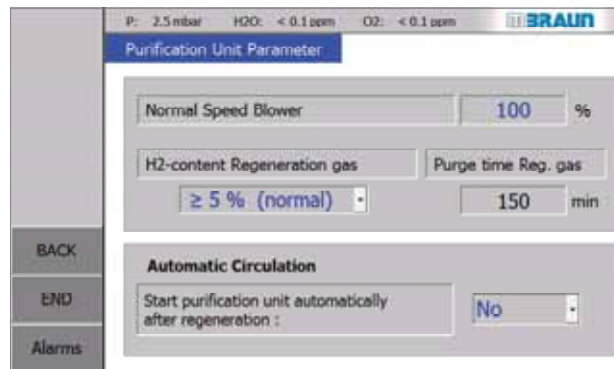 P: 2.5 mbar H2O: < 0.1 ppm O2: < 0.1 ppm BRAUN
Purification Unit Parameter
Normal Speed Blower 100 %
H2-content Regeneration gas Purge time Reg. gas
≥ 5 % (normal) 150 min
BACK
Automatic Circulation
END
Start purification unit automatically
after regeneration : No
Alarms